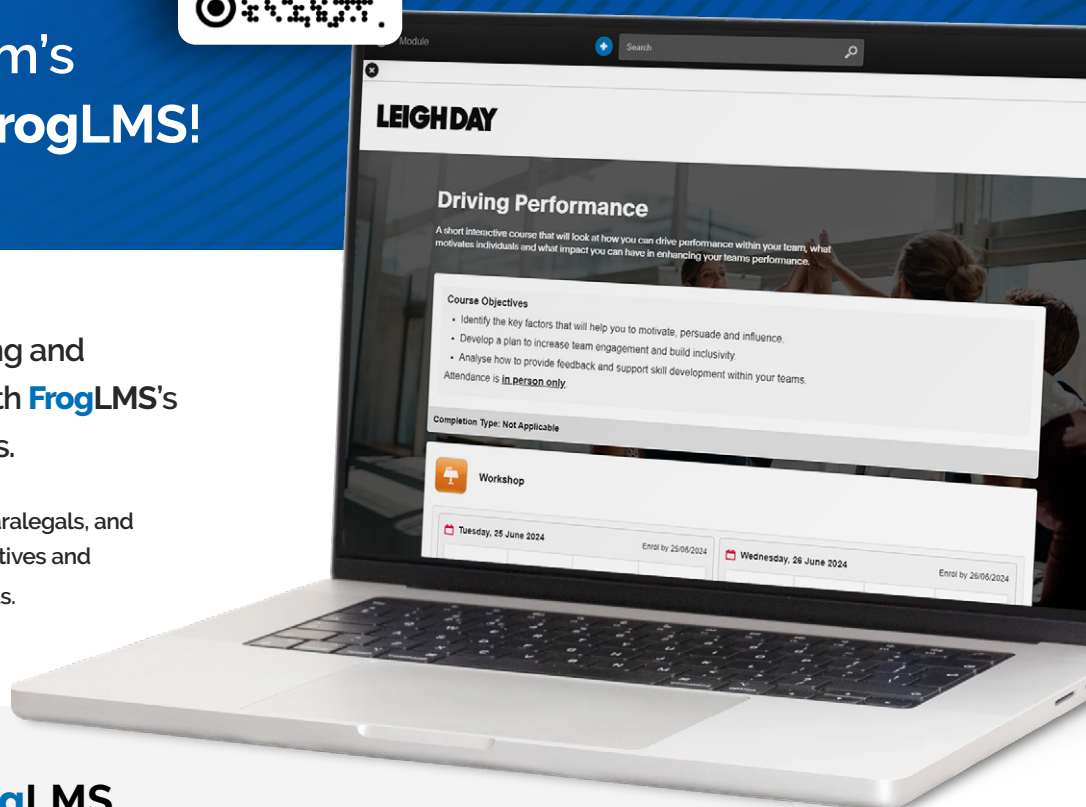 m's
rogLMS!
ng and
th FrogLMS's
s.
aralegals, and
tives and
s.
gLMS
Module
Search
LEIGH DAY
Driving Performance
A short interactive course that will look at how you can drive performance within your team, what
motivates individuals and what impact you can have in enhancing your teams performance.
Course Objectives
• Identify the key factors that will help you to motivate, persuade and influence.
• Develop a plan to increase team engagement and build inclusivity.
• Analyse how to provide feedback and support skill development within your teams.
Attendance is in person only.
Completion Type: Not Applicable
Workshop
Tuesday, 25 June 2024
Enrol by 25/06/2024
Wednesday, 26 June 2024
Enrol by 26/06/2024